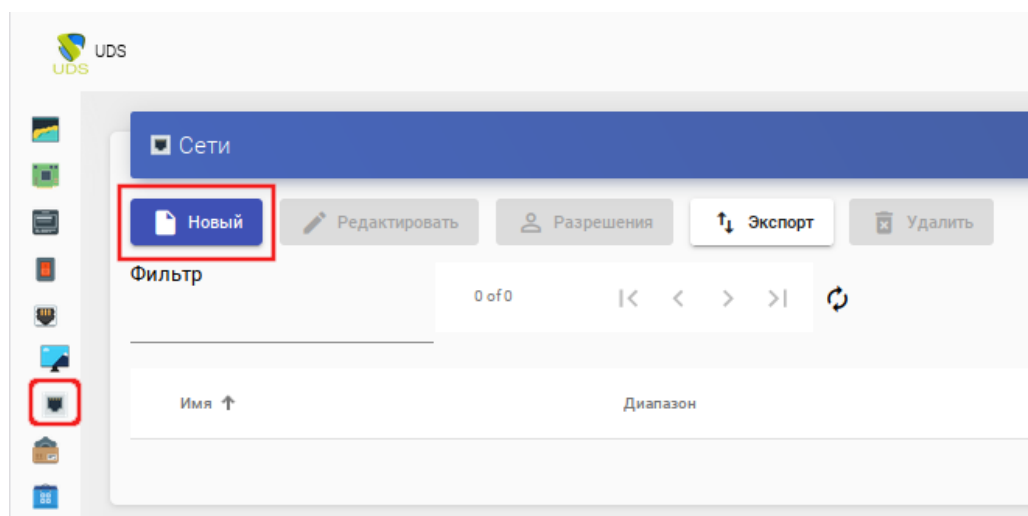 UDS
UDS
Сети
Новый Редактировать Разрешения Экспорт Удалить
Фильтр
0 of 0
Имя Диапазон